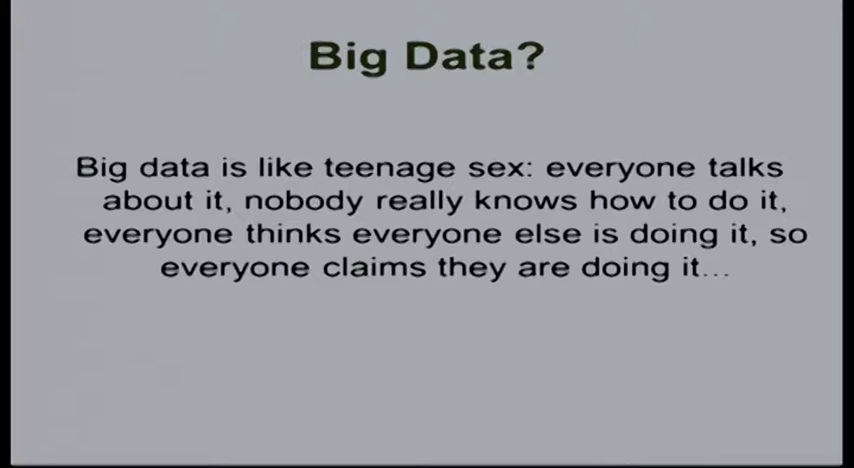 Big Data?
Big data is like teenage sex: everyone talks
about it, nobody really knows how to do it,
everyone thinks everyone else is doing it, so
everyone claims they are doing it...